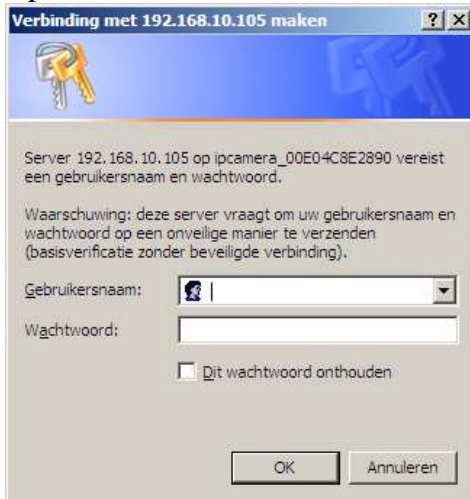 Verbinding met 192.168.10.105 maken
Server 192.168.10.105 op ipcamera_00E04C8E2890 vereist
een gebruikersnaam en wachtwoord.
Waarschuwing: deze server vraagt om uw gebruikersnaam en
wachtwoord op een onveilige manier te verzenden
(basisverificatie zonder beveiligde verbinding).
Gebruikersnaam:
Wachtwoord:
Dit wachtwoord onthouden
OK Annuleren